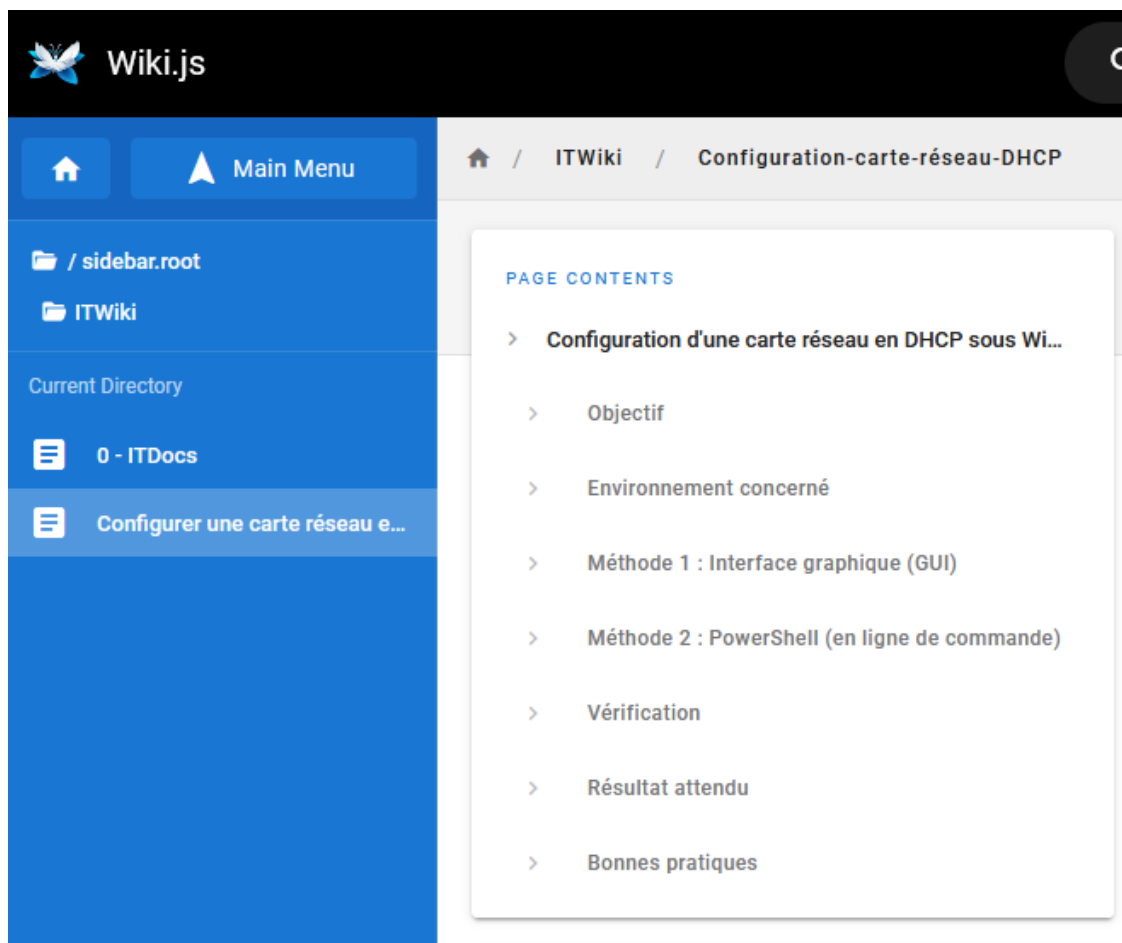 Wiki.js
Main Menu
/ ITWiki / Configuration-carte-réseau-DHCP
/ sidebar.root
ITWiki
Current Directory
0 - ITDocs
Configurer une carte réseau e...
PAGE CONTENTS
Configuration d'une carte réseau en DHCP sous Wi...
Objectif
Environnement concerné
Méthode 1 : Interface graphique (GUI)
Méthode 2 : PowerShell (en ligne de commande)
Vérification
Résultat attendu
Bonnes pratiques